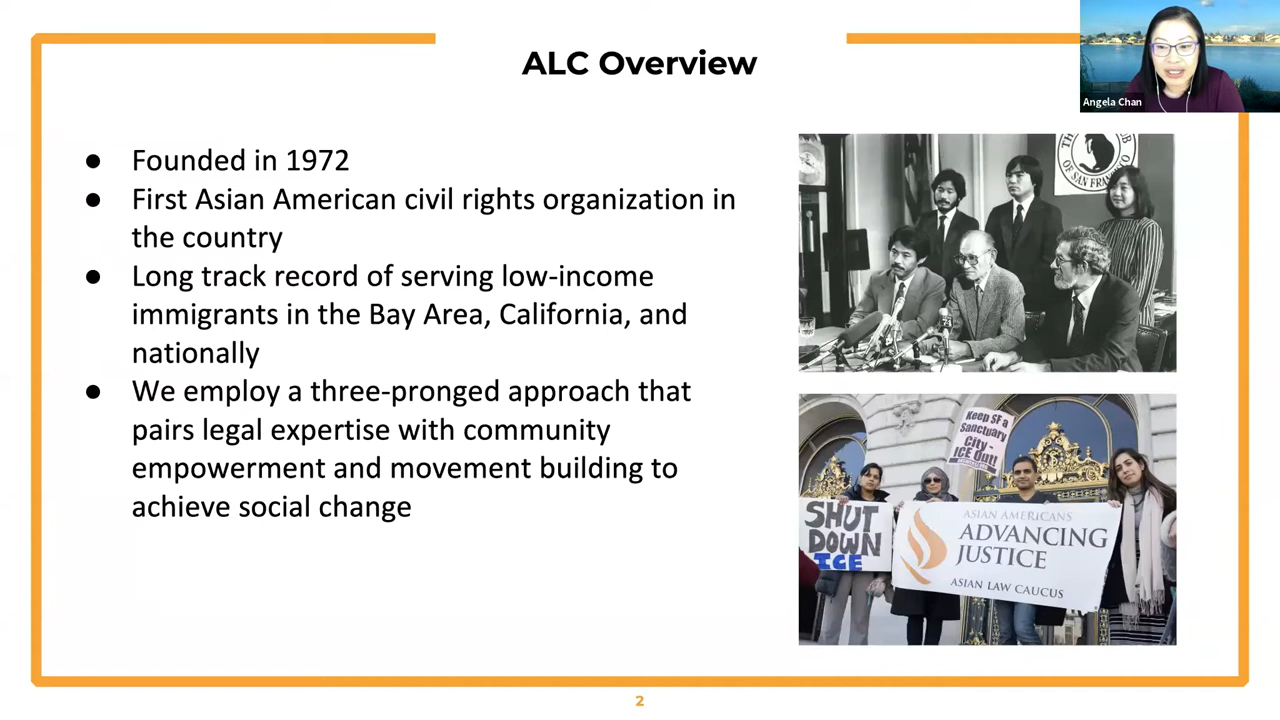 ALC Overview
Angela Chan
● Founded in 1972
● First Asian American civil rights organization in
the country
● Long track record of serving low-income
immigrants in the Bay Area, California, and
nationally
● We employ a three-pronged approach that
pairs legal expertise with community
empowerment and movement building to
achieve social change
OF SAN FRANCISCO
Keep SF a
Sanctuary
City -
ICE Out!
SHUT
DOWN
ICE
ASIAN AMERICANS
ADVANCING
JUSTICE
ASIAN LAW CAUCUS
2